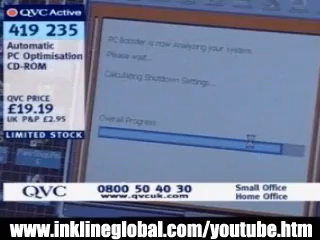 QVC Active
419 235
Automatic
PC Optimisation
CD-ROM
QVC PRICE
£19.19
UK P&P £2.95
LIMITED STOCK
PC Booster is now Analyzing your system.
Please wait...
Calculating Shutdown Settings...
Overall Progress:
QVC
0800 50 40 30
www.qvcuk.com
Small Office
Home Office
www.inklineglobal.com/youtube.htm